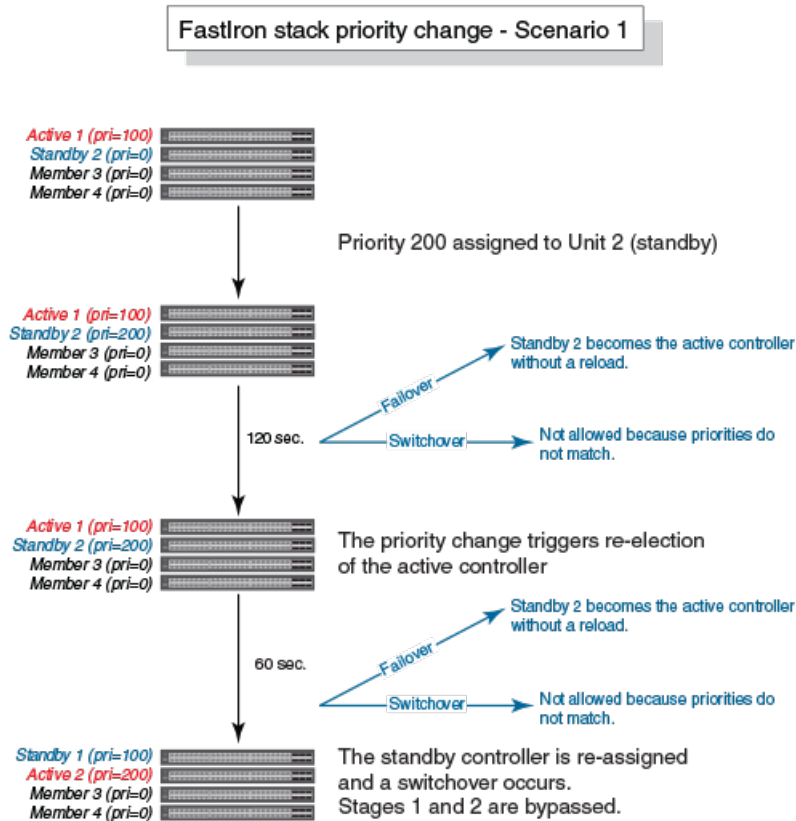 FastIron stack priority change - Scenario 1
Active 1 (pri=100)
Standby 2 (pri=0)
Member 3 (pri=0)
Member 4 (pri=0)
Priority 200 assigned to Unit 2 (standby)
Active 1 (pri=100)
Standby 2 (pri=200)
Member 3 (pri=0)
Member 4 (pri=0)
Standby 2 becomes the active controller
without a reload.
Failover
120 sec.
Switchover
Not allowed because priorities do
not match.
Active 1 (pri=100)
Standby 2 (pri=200)
Member 3 (pri=0)
Member 4 (pri=0)
The priority change triggers re-election
of the active controller
Standby 2 becomes the active controller
without a reload.
Failover
60 sec.
Switchover
Not allowed because priorities do
not match.
Standby 1 (pri=100)
Active 2 (pri=200)
Member 3 (pri=0)
Member 4 (pri=0)
The standby controller is re-assigned
and a switchover occurs.
Stages 1 and 2 are bypassed.